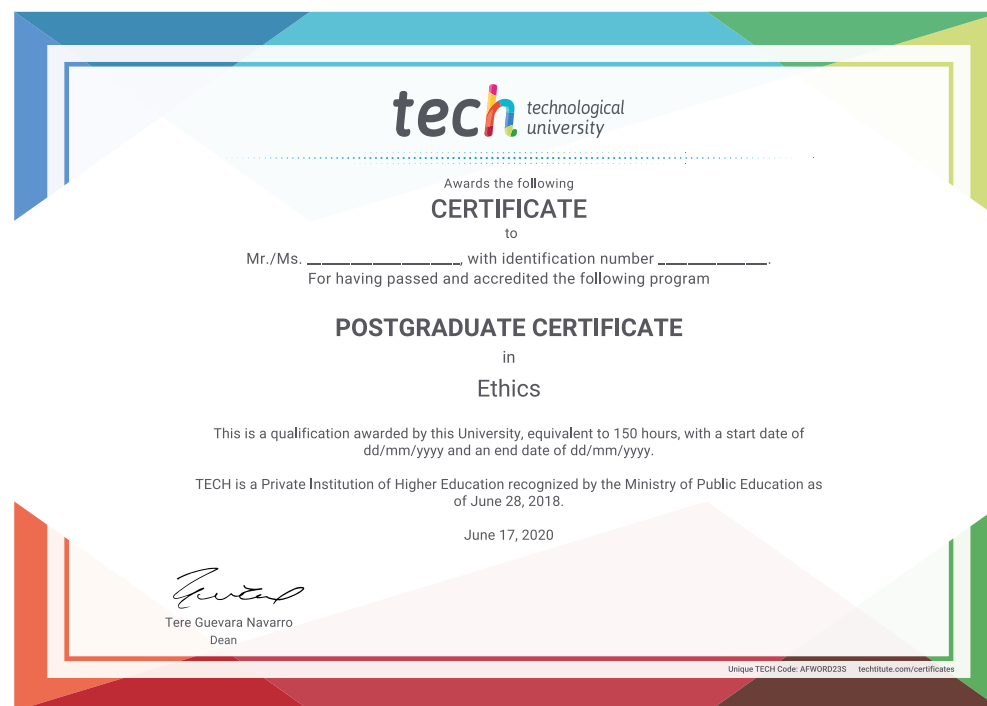 tech technological
university
Awards the following
CERTIFICATE
to
Mr./Ms. ____________________, with identification number ______________.
For having passed and accredited the following program
POSTGRADUATE CERTIFICATE
in
Ethics
This is a qualification awarded by this University, equivalent to 150 hours, with a start date of
dd/mm/yyyy and an end date of dd/mm/yyyy.
TECH is a Private Institution of Higher Education recognized by the Ministry of Public Education as
of June 28, 2018.
June 17, 2020
Tere Guevara Navarro
Dean
Unique TECH Code: AFWORD23S techtitute.com/certificates